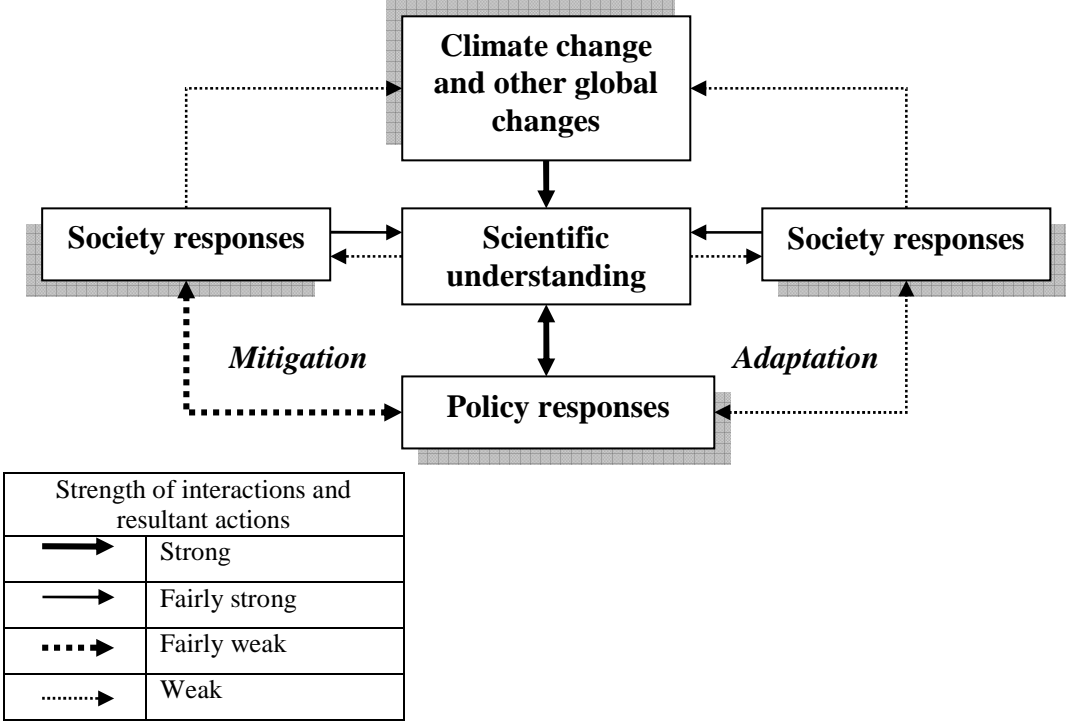 Climate change
and other global
changes
Society responses
Scientific
understanding
Society responses
Mitigation
Adaptation
Policy responses
Strength of interactions and
resultant actions
Strong
Fairly strong
Fairly weak
Weak